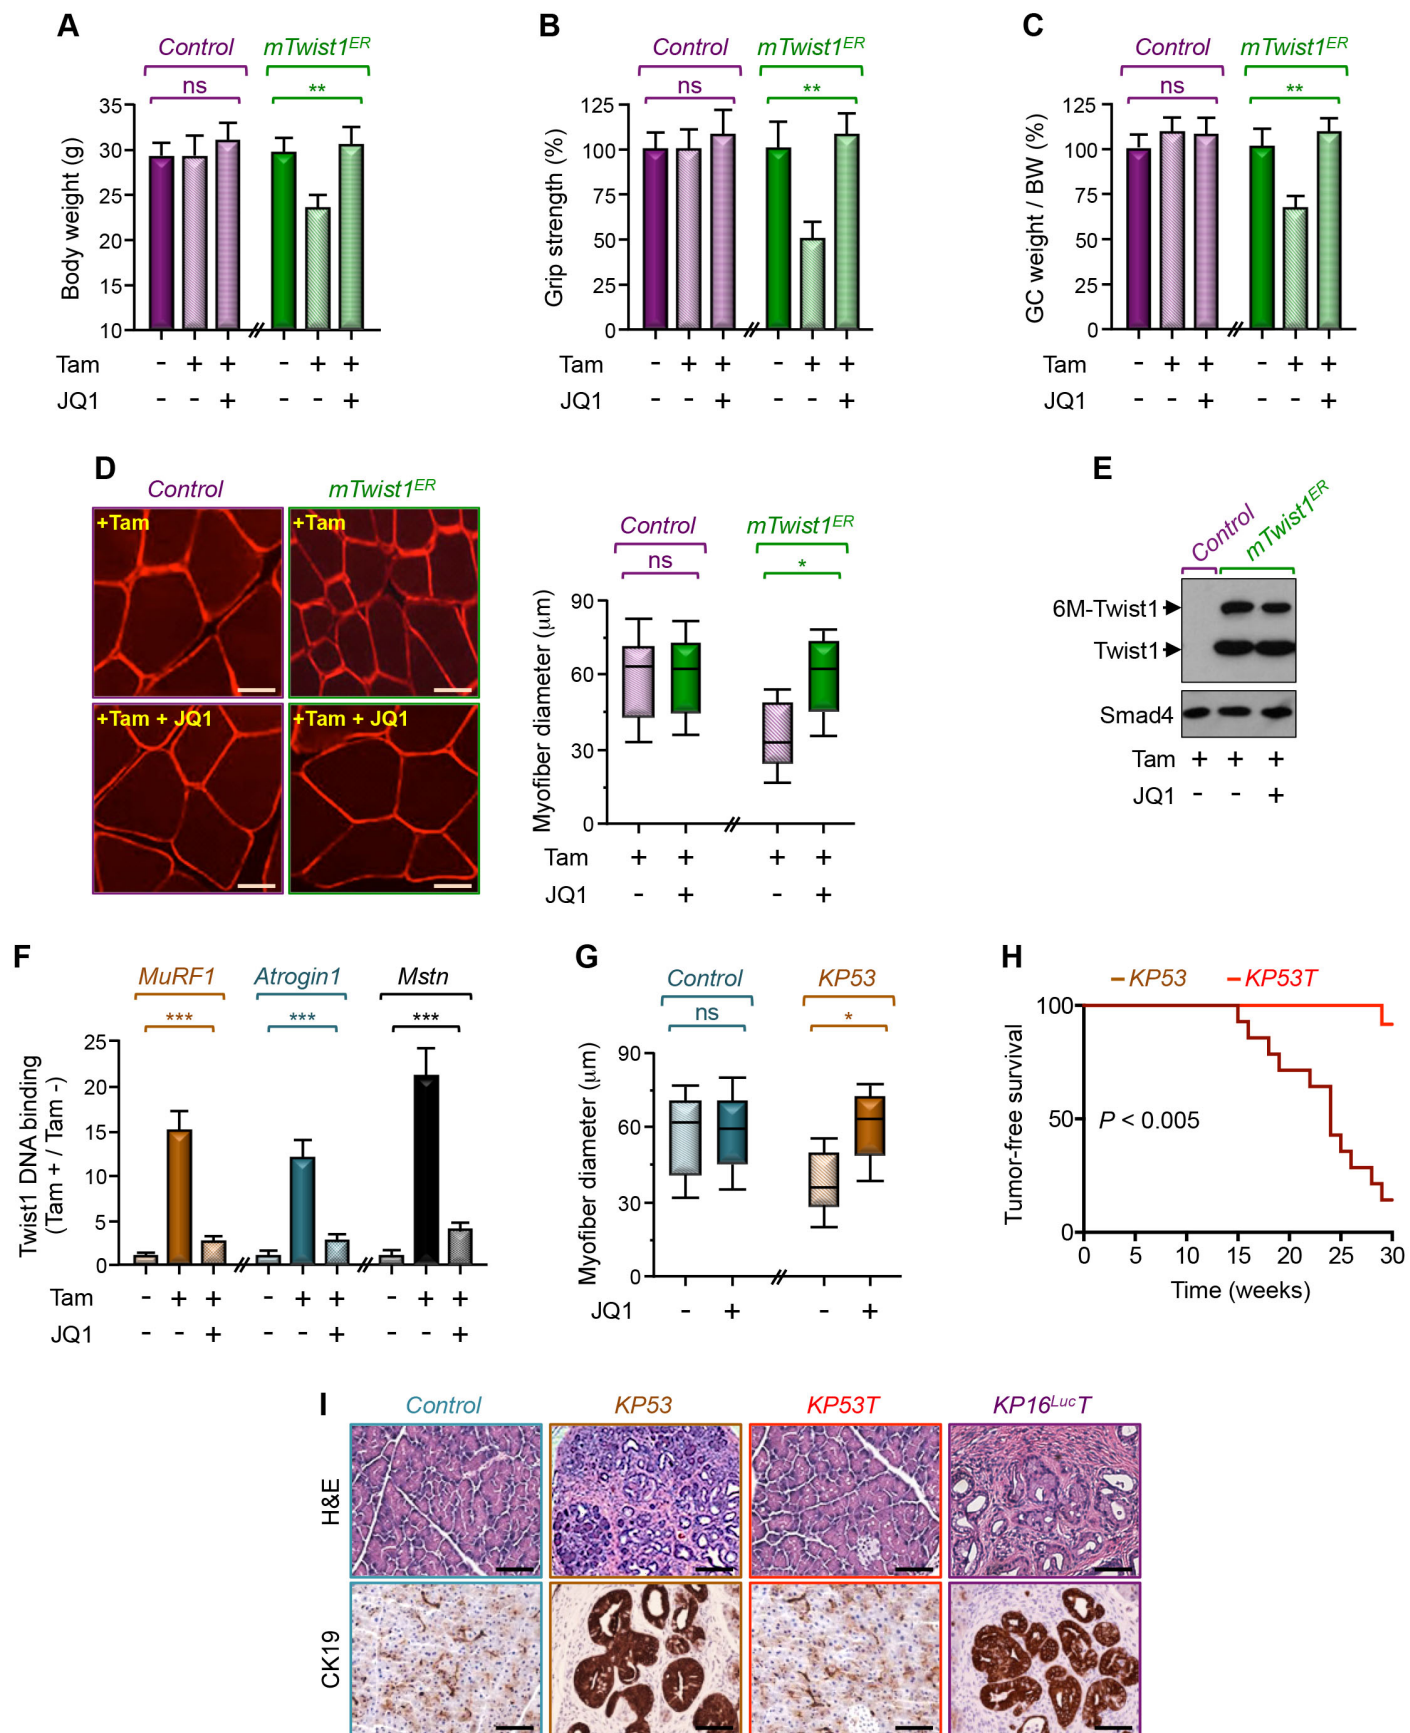 A
Control mTwist1ER
ns **
Body weight (g)
35
30
25
20
15
10
Tam - + + - + +
JQ1 - - + - - +
B
Control mTwist1ER
ns **
Grip strength (%)
125
100
75
50
25
0
Tam - + + - + +
JQ1 - - + - - +
C
Control mTwist1ER
ns **
GC weight / BW (%)
125
100
75
50
25
0
Tam - + + - + +
JQ1 - - + - - +
D
Control mTwist1ER
+Tam +Tam
+Tam + JQ1 +Tam + JQ1
Control mTwist1ER
ns *
Myofiber diameter (μm)
90
60
30
0
Tam + + + +
JQ1 - + - +
E
Control mTwist1ER
6M-Twist1
Twist1
Smad4
Tam + + +
JQ1 - - +
F
MuRF1 Atrogin1 Mstn
*** *** ***
Twist1 DNA binding
(Tam + / Tam -)
25
20
15
10
5
0
Tam - + + - + + - + +
JQ1 - - + - - + - - +
G
Control KP53
ns *
Myofiber diameter (μm)
90
60
30
0
JQ1 - + - +
H
KP53 KP53T
Tumor-free survival
100
50
0
P < 0.005
0 5 10 15 20 25 30
Time (weeks)
I
Control KP53 KP53T KP16LucT
H&E
CK19